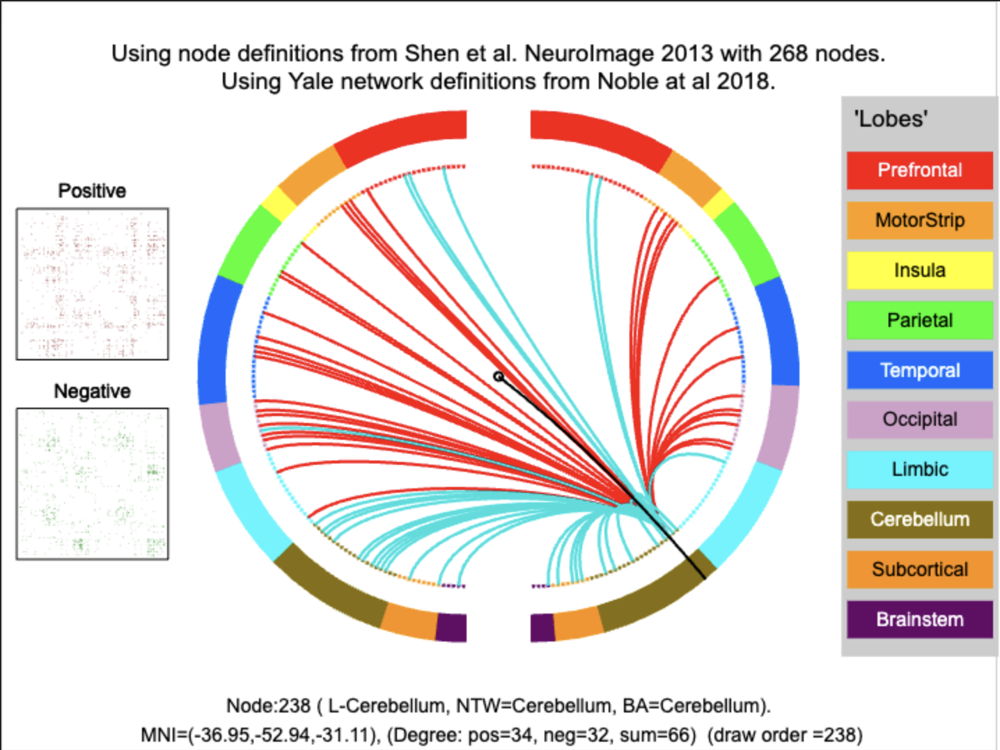 Using node definitions from Shen et al. NeuroImage 2013 with 268 nodes.
Using Yale network definitions from Noble at al 2018.
'Lobes'
Prefrontal
MotorStrip
Insula
Parietal
Temporal
Occipital
Limbic
Cerebellum
Subcortical
Brainstem
Positive
Negative
Node:238 ( L-Cerebellum, NTW=Cerebellum, BA=Cerebellum).
MNI=(-36.95,-52.94,-31.11), (Degree: pos=34, neg=32, sum=66)  (draw order =238)